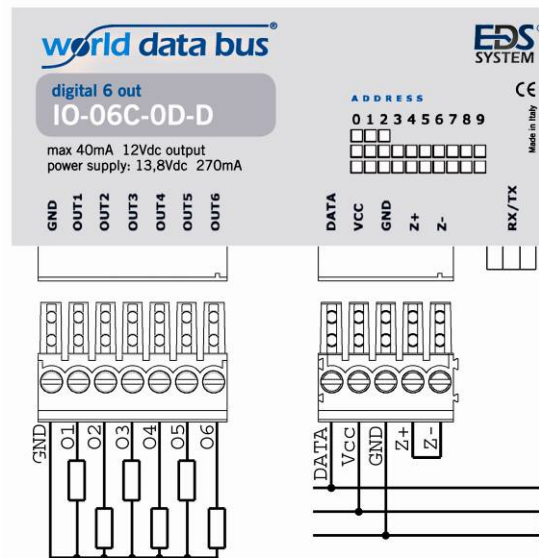 world data bus®
EDS®
SYSTEM
digital 6 out
IO-06C-0D-D
CE
Made in Italy
max 40mA 12Vdc output
power supply: 13,8Vdc 270mA
ADDRESS
0 1 2 3 4 5 6 7 8 9
GND OUT1 OUT2 OUT3 OUT4 OUT5 OUT6
DATA VCC GND Z+ Z-
RX/TX
GND O1 O2 O3 O4 O5 O6
DATA Vcc GND Z+ Z-